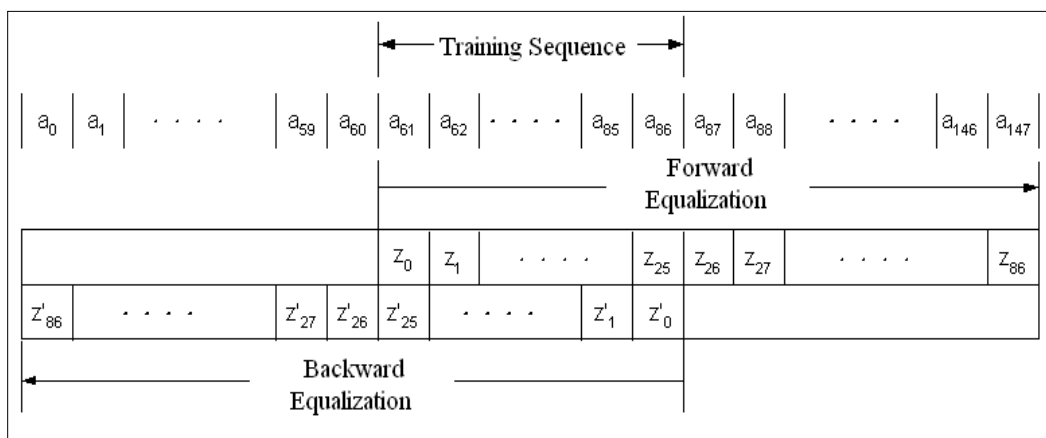 Training Sequence
a₀ a₁ . . . . a₅₉ a₆₀ a₆₁ a₆₂ . . . . a₈₅ a₈₆ a₈₇ a₈₈ . . . . a₁₄₆ a₁₄₇
Forward
Equalization
z₀ z₁ . . . . z₂₅ z₂₆ z₂₇ . . . . z₈₆
z'₈₆ . . . . z'₂₇ z'₂₆ z'₂₅ . . . . z'₁ z'₀
Backward
Equalization